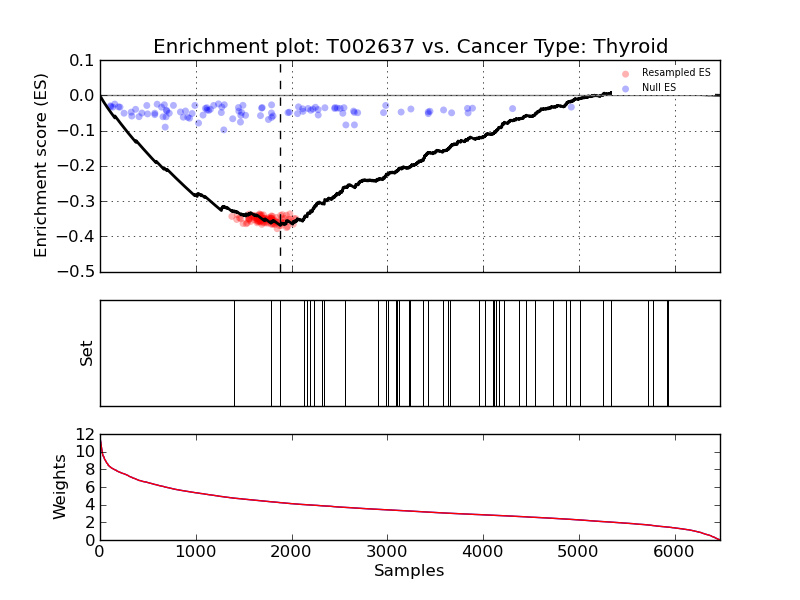 Enrichment plot: T002637 vs. Cancer Type: Thyroid
Enrichment score (ES)
0.1
0.0
−0.1
−0.2
−0.3
−0.4
−0.5
Resampled ES
Null ES
Set
Weights
12
10
8
6
4
2
0
0 1000 2000 3000 4000 5000 6000
Samples